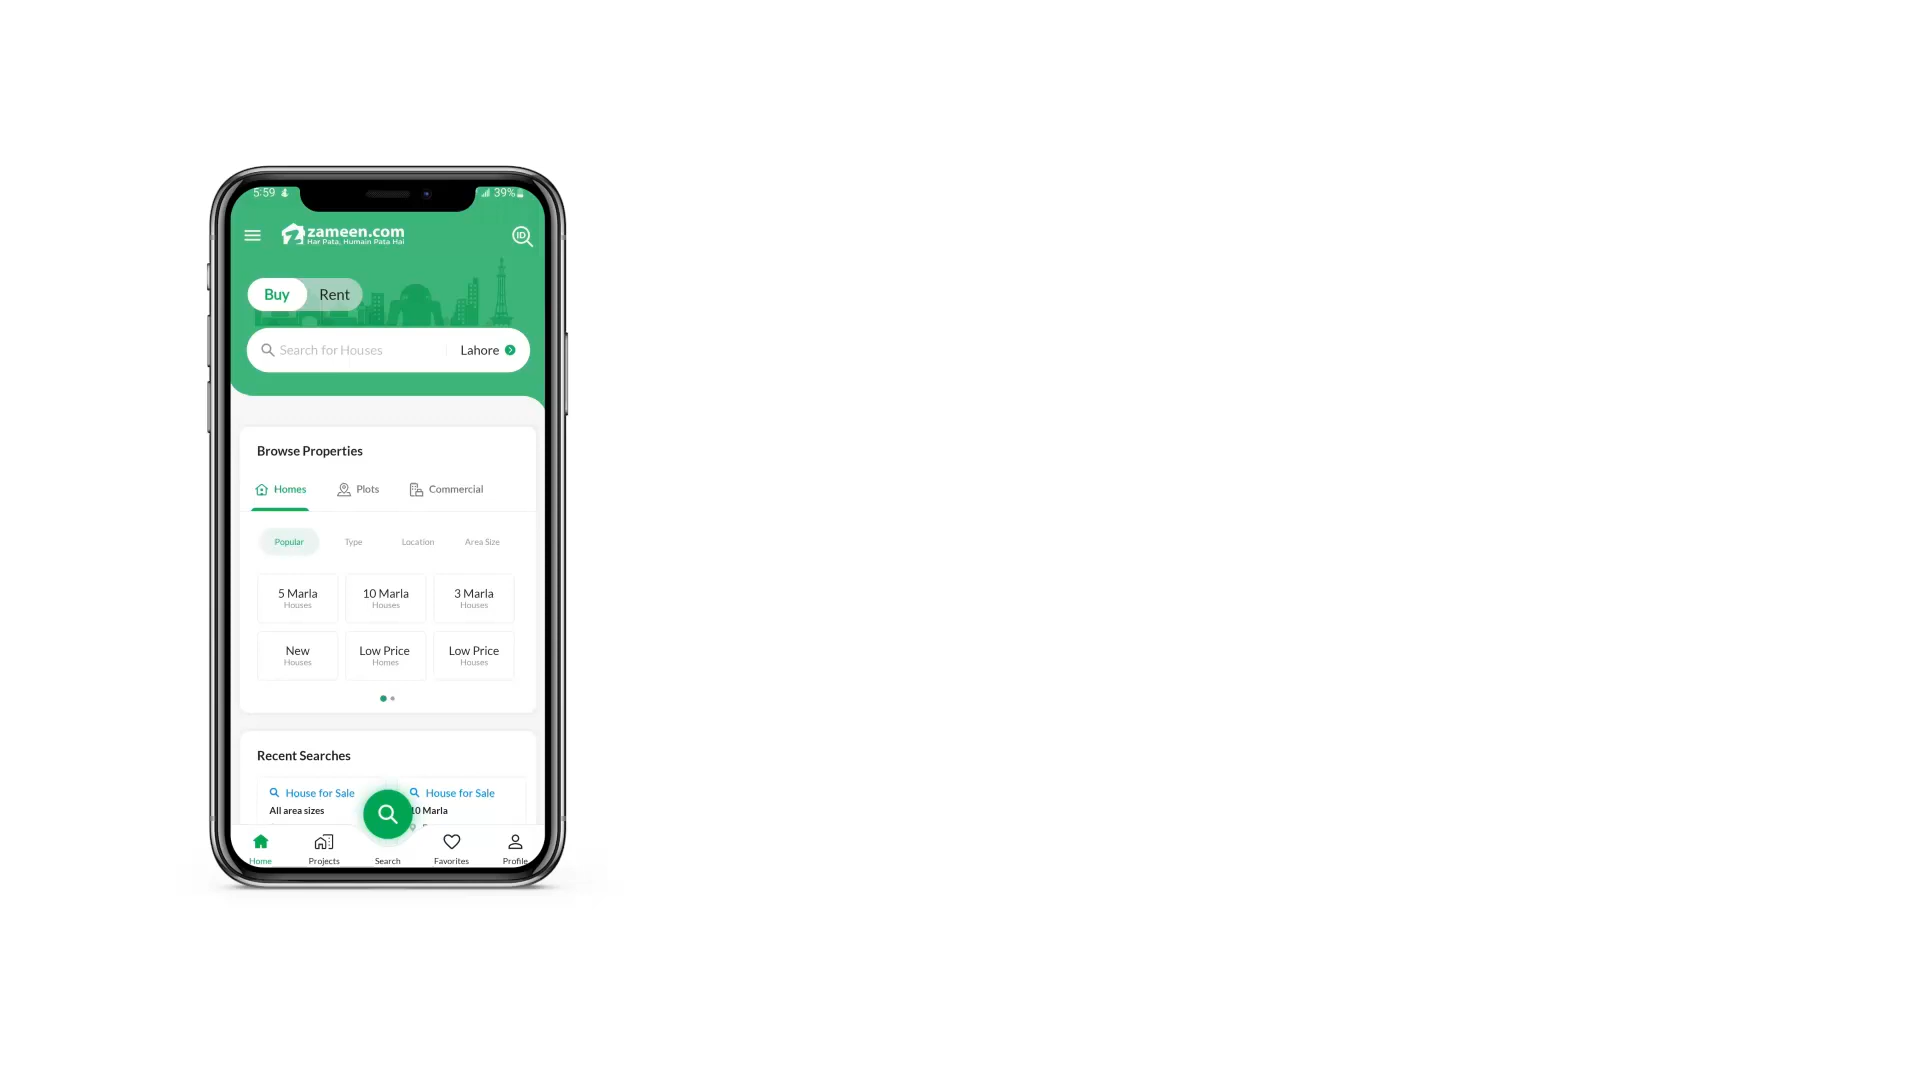 5:59
39%
zameen.com
Har Pata, Humain Pata Hai
ID
Buy Rent
Search for Houses Lahore
Browse Properties
Homes Plots Commercial
Popular Type Location Area Size
5 Marla 10 Marla 3 Marla
Houses Houses Houses
New Low Price Low Price
Houses Homes Houses
Recent Searches
House for Sale House for Sale
All area sizes 10 Marla
Home Projects Search Favorites Profile